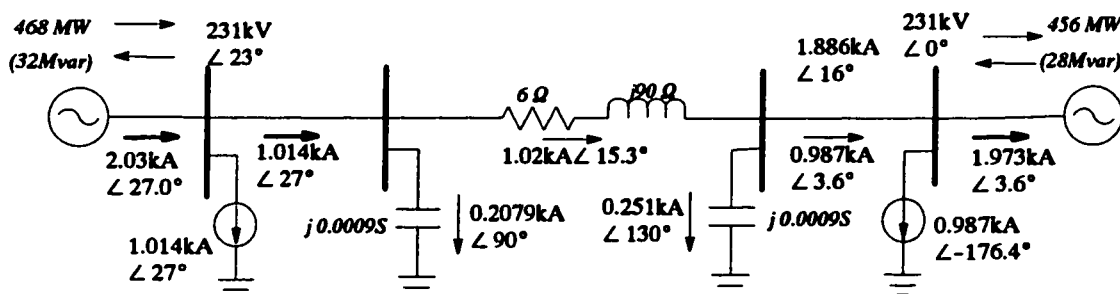 468 MW
(32Mvar)
231kV
∠ 23°
2.03kA
∠ 27.0°
1.014kA
∠ 27°
1.014kA
∠ 27°
j 0.0009S
0.2079kA
∠ 90°
6 Ω
j90 Ω
1.02kA∠ 15.3°
0.251kA
∠ 130°
j 0.0009S
1.886kA
∠ 16°
0.987kA
∠ 3.6°
231kV
∠ 0°
456 MW
(28Mvar)
1.973kA
∠ 3.6°
0.987kA
∠-176.4°